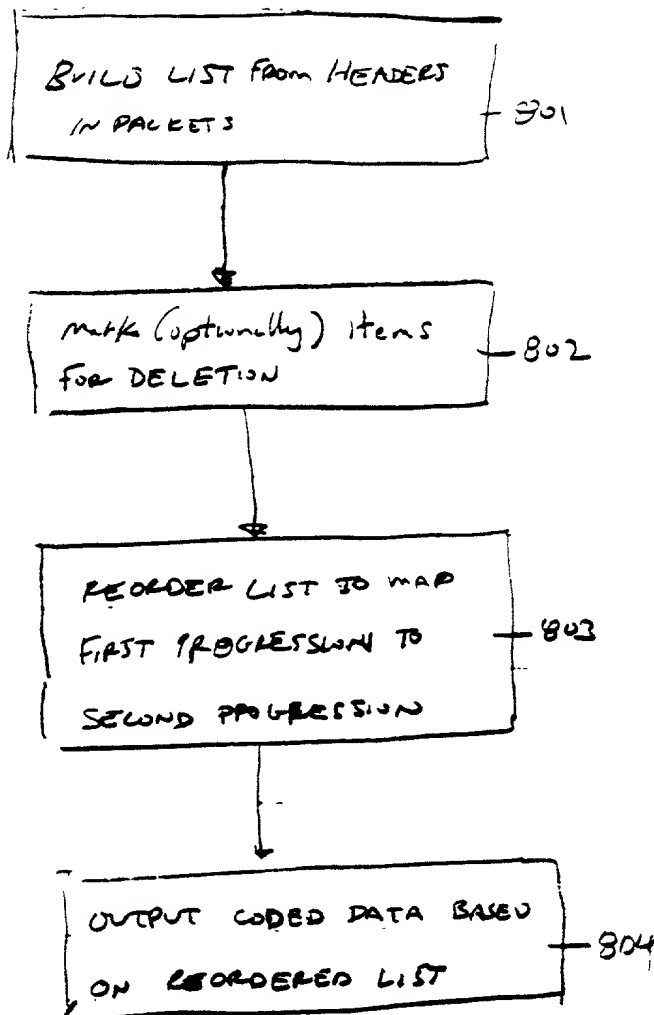 BUILD LIST FROM HEADERS
IN PACKETS
801
Mark (optionally) items
FOR DELETION
802
REORDER LIST TO MAP
FIRST PROGRESSION TO
SECOND PROGRESSION
803
OUTPUT CODED DATA BASED
ON REORDERED LIST
804